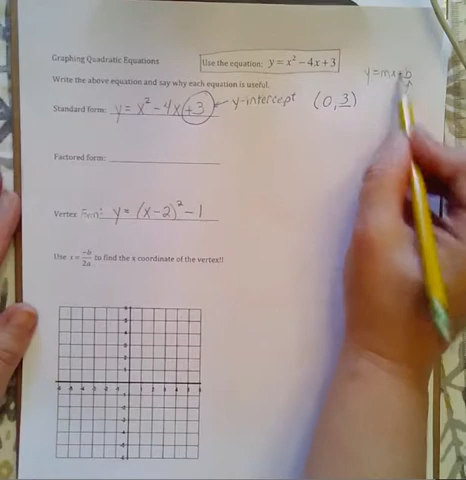 Graphing Quadratic Equations
Use the equation: y = x² − 4x + 3
y = mx + b
Write the above equation and say why each equation is useful.
Standard form: y = x² − 4x + 3 ← y-intercept (0, 3)
Factored form:
Vertex Form: y = (x − 2)² − 1
Use x = −b/2a to find the x coordinate of the vertex!!